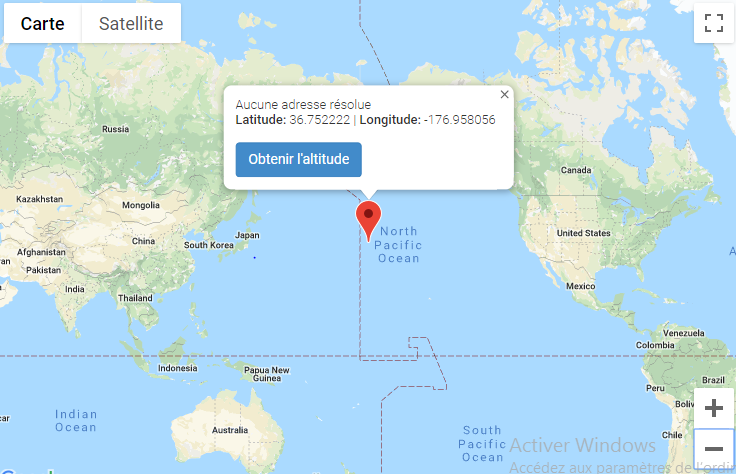 Carte
Satellite
Aucune adresse résolue
Latitude: 36.752222 | Longitude: -176.958056
Obtenir l'altitude
Russia
Canada
Kazakhstan
Mongolia
North
Pacific
Ocean
United States
China
Japan
South Korea
Afghanistan
Pakistan
India
Mexico
Thailand
Venezuela
Colombia
Indonesia
Papua New
Guinea
Brazil
Peru
Indian
Ocean
Australia
South
Pacific
Ocean
Chile
Activer Windows
Accédez aux paramètres de l'ordi